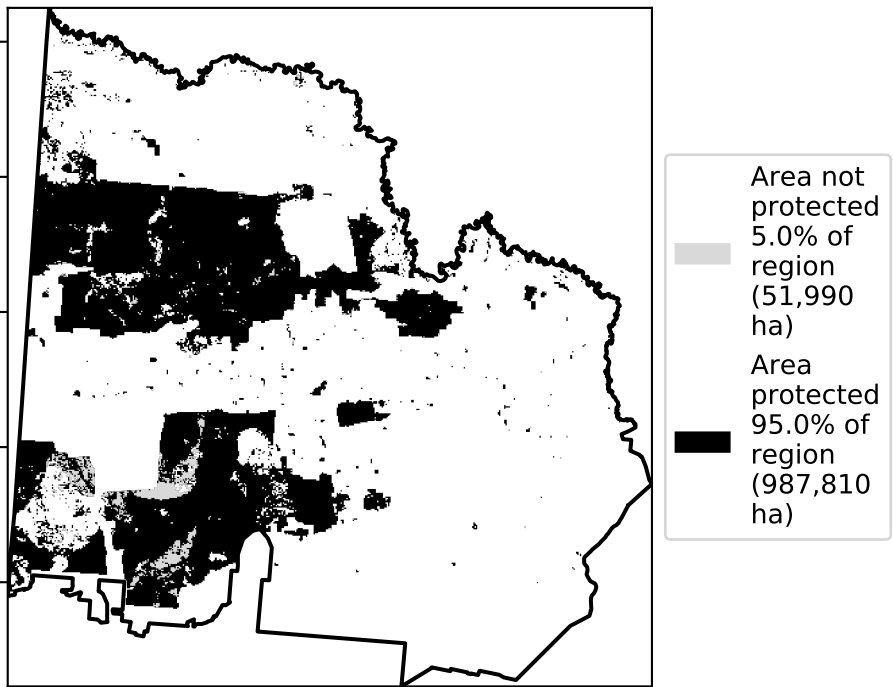 Area not
protected
5.0% of
region
(51,990
ha)
Area
protected
95.0% of
region
(987,810
ha)